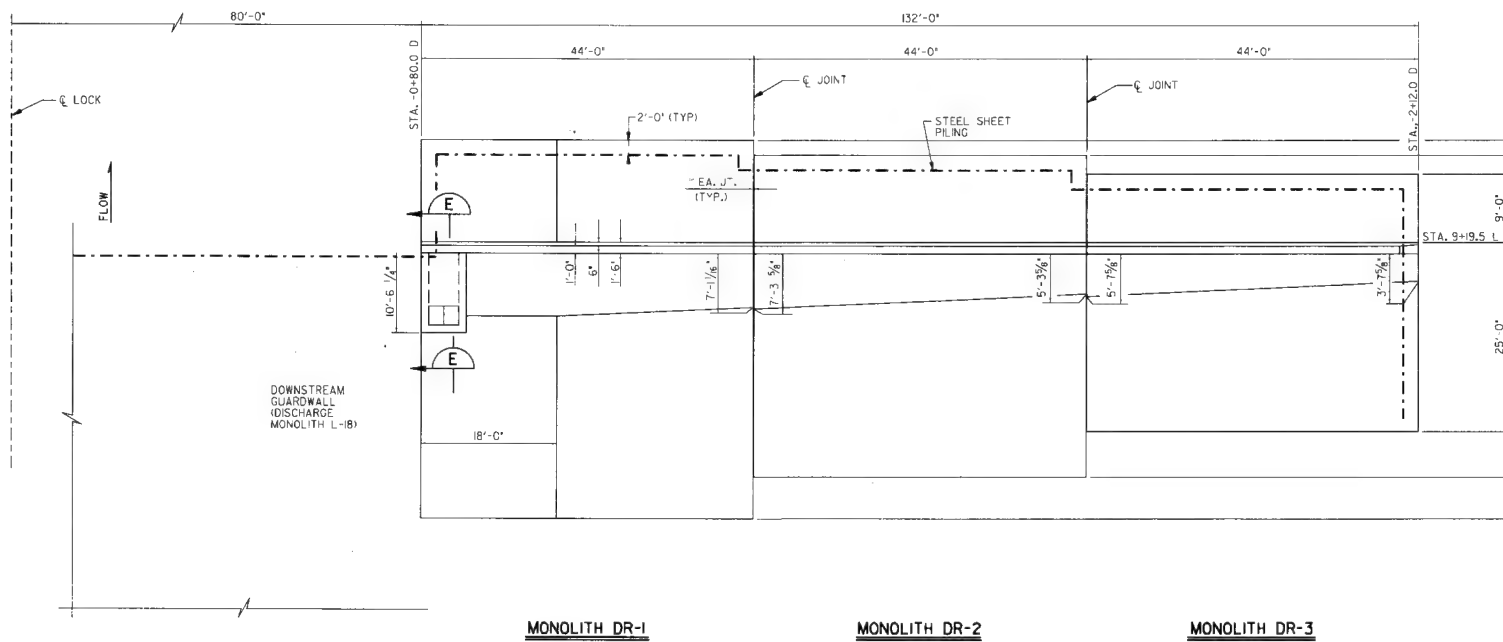 80'-0"
132'-0"
44'-0"
44'-0"
44'-0"
℄ LOCK
STA. -0+80.0 D
℄ JOINT
℄ JOINT
STA. -2+12.0 D
2'-0" (TYP)
STEEL SHEET
PILING
EA. JT.
(TYP.)
FLOW
E
9'-0"
STA. 9+19.5 L
10'-6 1/4"
1'-0"
6"
1'-6"
7'-1 1/16"
7'-3 5/8"
5'-3 5/8"
5'-7 5/8"
3'-7 5/8"
25'-0"
E
DOWNSTREAM
GUARDWALL
(DISCHARGE
MONOLITH L-18)
18'-0"
MONOLITH DR-1
MONOLITH DR-2
MONOLITH DR-3